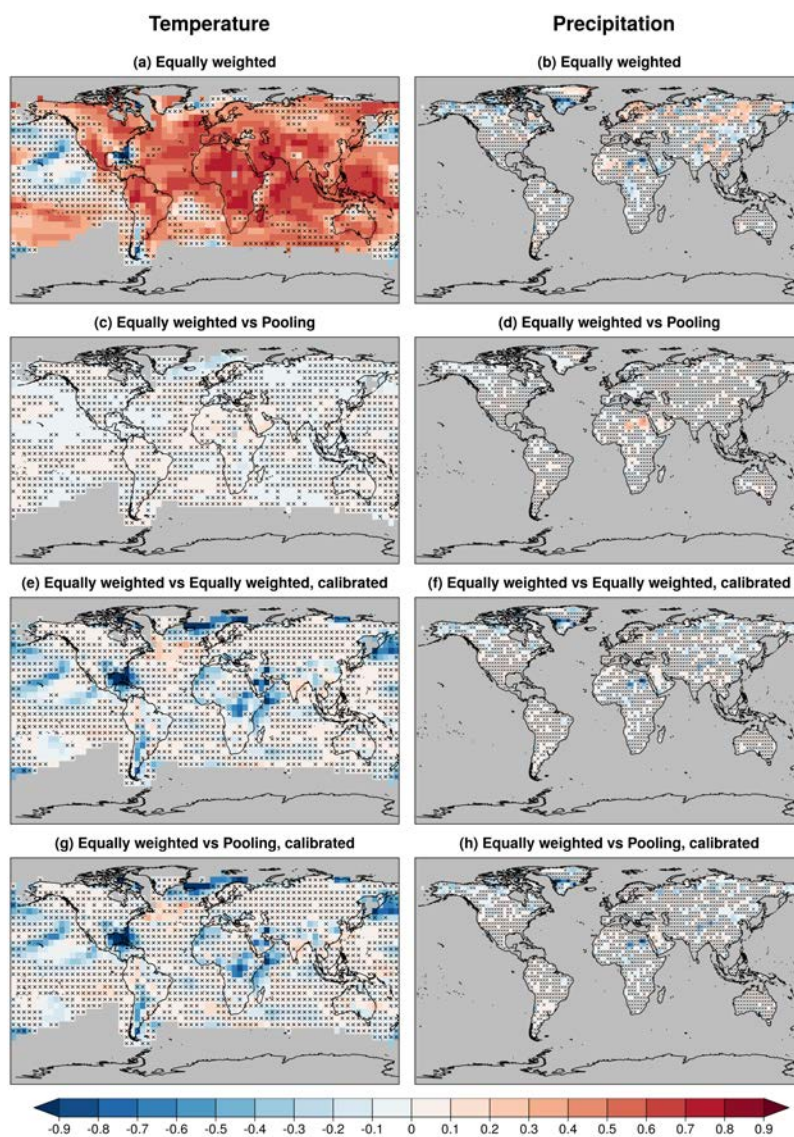 Temperature Precipitation
(a) Equally weighted (b) Equally weighted
(c) Equally weighted vs Pooling (d) Equally weighted vs Pooling
(e) Equally weighted vs Equally weighted, calibrated (f) Equally weighted vs Equally weighted, calibrated
(g) Equally weighted vs Pooling, calibrated (h) Equally weighted vs Pooling, calibrated
-0.9 -0.8 -0.7 -0.6 -0.5 -0.4 -0.3 -0.2 -0.1 0 0.1 0.2 0.3 0.4 0.5 0.6 0.7 0.8 0.9